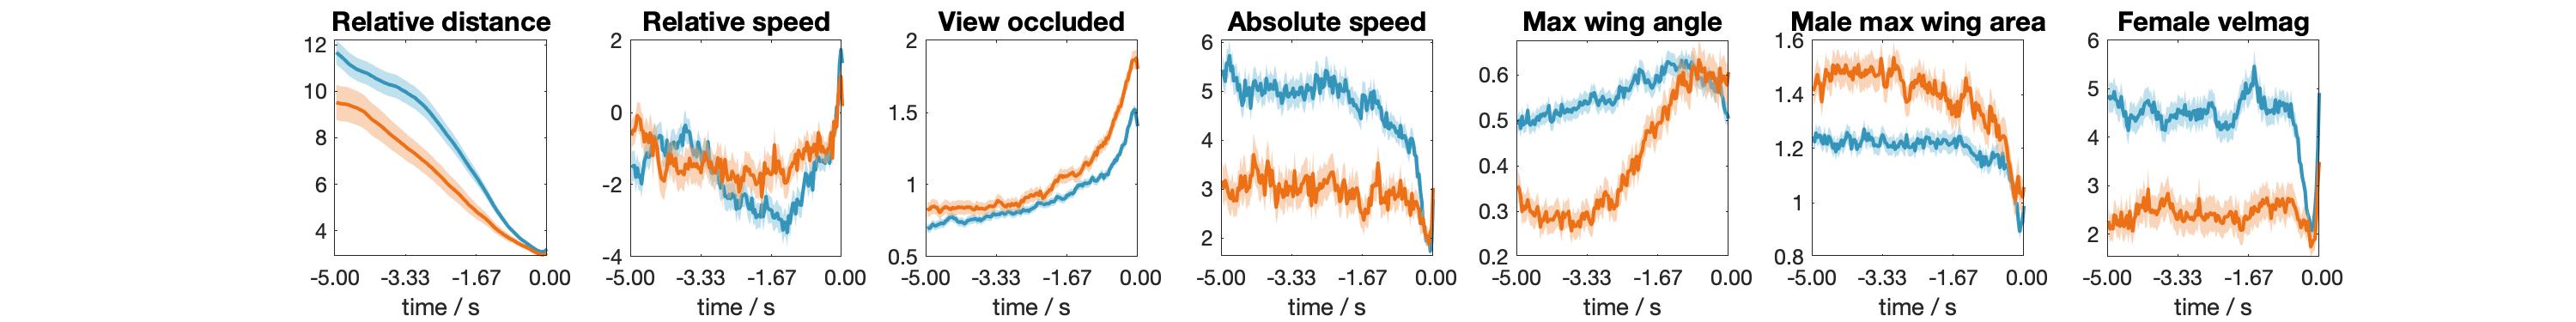 Relative distance
12
10
8
6
4
-5.00 -3.33 -1.67 0.00
time / s
Relative speed
2
0
-2
-4
-5.00 -3.33 -1.67 0.00
time / s
View occluded
2
1.5
1
0.5
-5.00 -3.33 -1.67 0.00
time / s
Absolute speed
6
5
4
3
2
-5.00 -3.33 -1.67 0.00
time / s
Max wing angle
0.6
0.5
0.4
0.3
0.2
-5.00 -3.33 -1.67 0.00
time / s
Male max wing area
1.6
1.4
1.2
1
0.8
-5.00 -3.33 -1.67 0.00
time / s
Female velmag
6
5
4
3
2
-5.00 -3.33 -1.67 0.00
time / s